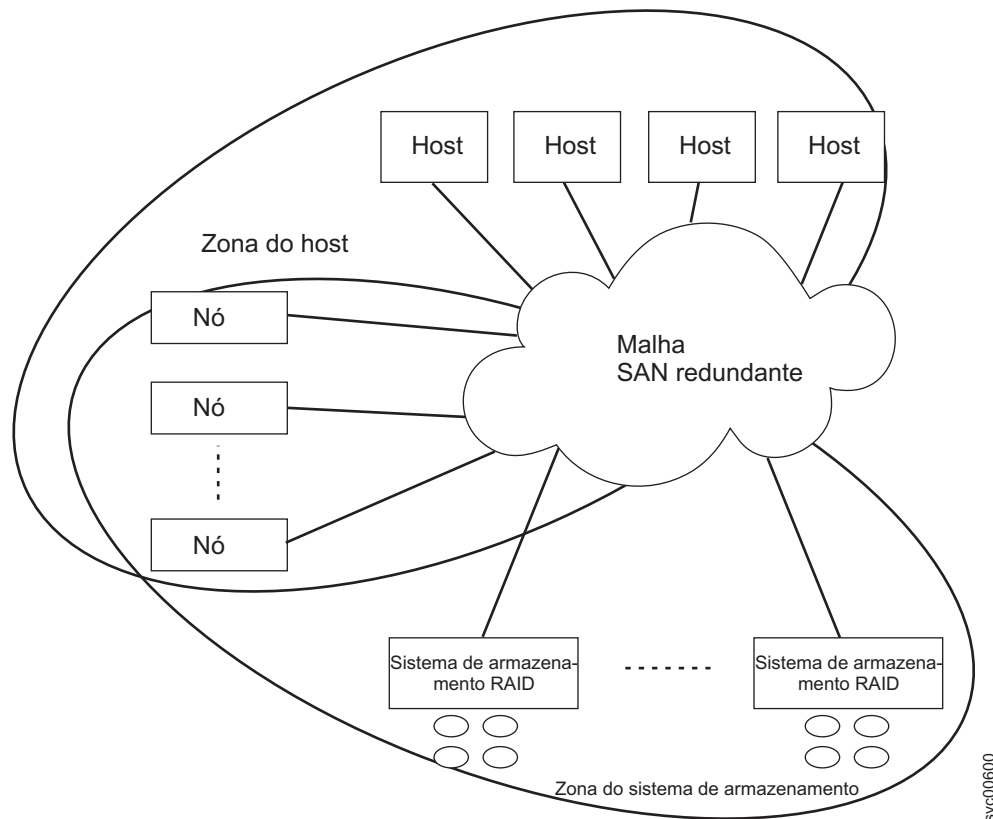 Host
Host
Host
Host
Zona do host
Nó
Malha
SAN redundante
Nó
Nó
Sistema de armazena-
mento RAID
Sistema de armazena-
mento RAID
Zona do sistema de armazenamento
svc00600